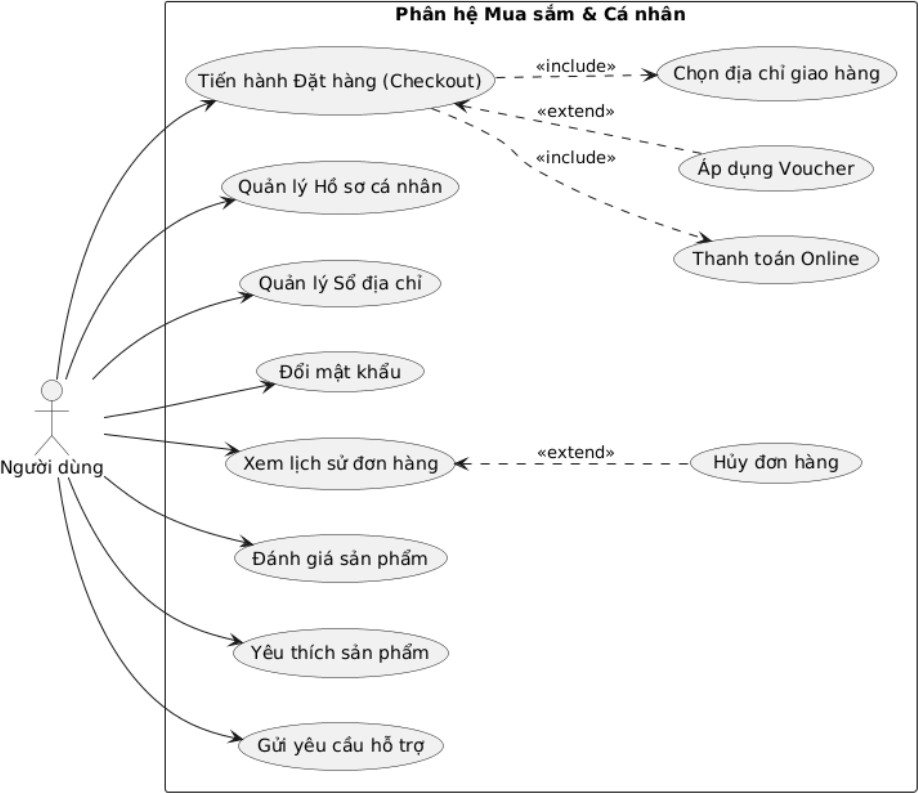 Phân hệ Mua sắm & Cá nhân
Tiến hành Đặt hàng (Checkout)
«include»
Chọn địa chỉ giao hàng
«extend»
Áp dụng Voucher
«include»
Thanh toán Online
Quản lý Hồ sơ cá nhân
Quản lý Sổ địa chỉ
Đổi mật khẩu
Người dùng
Xem lịch sử đơn hàng
«extend»
Hủy đơn hàng
Đánh giá sản phẩm
Yêu thích sản phẩm
Gửi yêu cầu hỗ trợ